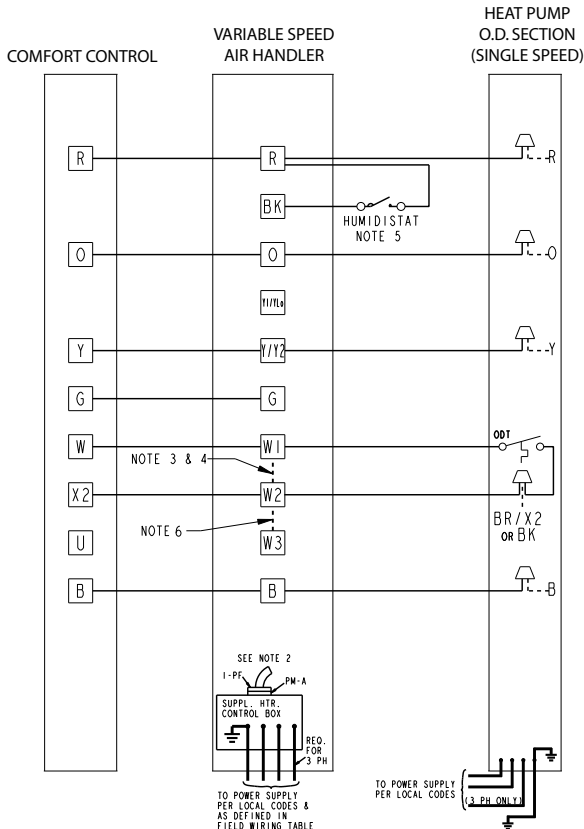 COMFORT CONTROL
VARIABLE SPEED
AIR HANDLER
HEAT PUMP
O.D. SECTION
(SINGLE SPEED)
R
R
R
BK
HUMIDISTAT
NOTE 5
O
O
O
Y1/YLo
Y
Y/Y2
Y
G
G
W
W1
ODT
NOTE 3 & 4
X2
W2
BR/X2
OR BK
NOTE 6
U
W3
B
B
B
SEE NOTE 2
1-PF
PM-A
SUPPL. HTR.
CONTROL BOX
REQ.
FOR
3 PH
TO POWER SUPPLY
PER LOCAL CODES &
AS DEFINED IN
FIELD WIRING TABLE
TO POWER SUPPLY
PER LOCAL CODES
(3 PH ONLY)